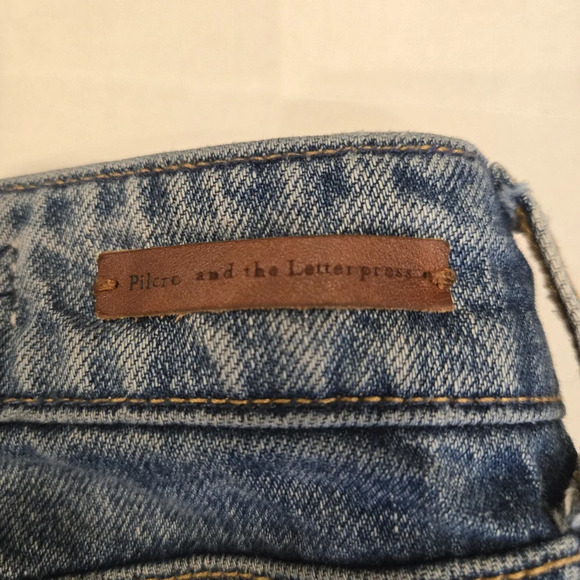 Pilcro and the Letterpress